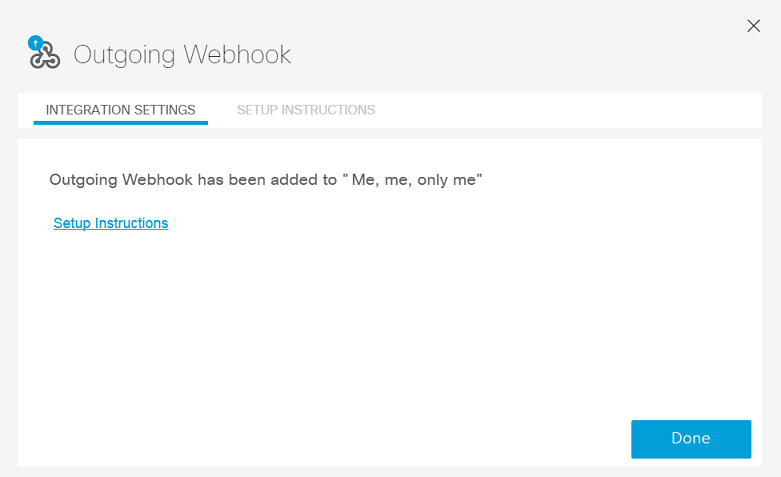 Outgoing Webhook
INTEGRATION SETTINGS SETUP INSTRUCTIONS
Outgoing Webhook has been added to "Me, me, only me"
Setup Instructions
Done